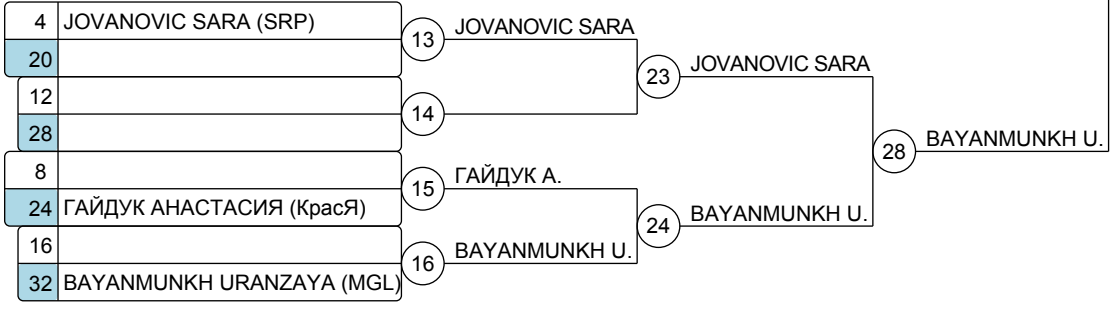 4 JOVANOVIC SARA (SRP)
20
12
28
8
24 ГАЙДУК АНАСТАСИЯ (КрасЯ)
16
32 BAYANMUNKH URANZAYA (MGL)
13 JOVANOVIC SARA
14
15 ГАЙДУК А.
16 BAYANMUNKH U.
23 JOVANOVIC SARA
24 BAYANMUNKH U.
28 BAYANMUNKH U.